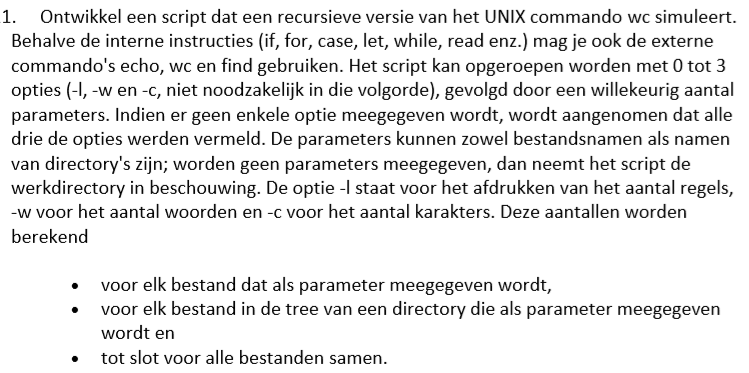 1. Ontwikkel een script dat een recursieve versie van het UNIX commando wc simuleert.
Behalve de interne instructies (if, for, case, let, while, read enz.) mag je ook de externe
commando's echo, wc en find gebruiken. Het script kan opgeroepen worden met 0 tot 3
opties (-l, -w en -c, niet noodzakelijk in die volgorde), gevolgd door een willekeurig aantal
parameters. Indien er geen enkele optie meegegeven wordt, wordt aangenomen dat alle
drie de opties werden vermeld. De parameters kunnen zowel bestandsnamen als namen
van directory's zijn; worden geen parameters meegegeven, dan neemt het script de
werkdirectory in beschouwing. De optie -l staat voor het afdrukken van het aantal regels,
-w voor het aantal woorden en -c voor het aantal karakters. Deze aantallen worden
berekend
• voor elk bestand dat als parameter meegegeven wordt,
• voor elk bestand in de tree van een directory die als parameter meegegeven
wordt en
• tot slot voor alle bestanden samen.